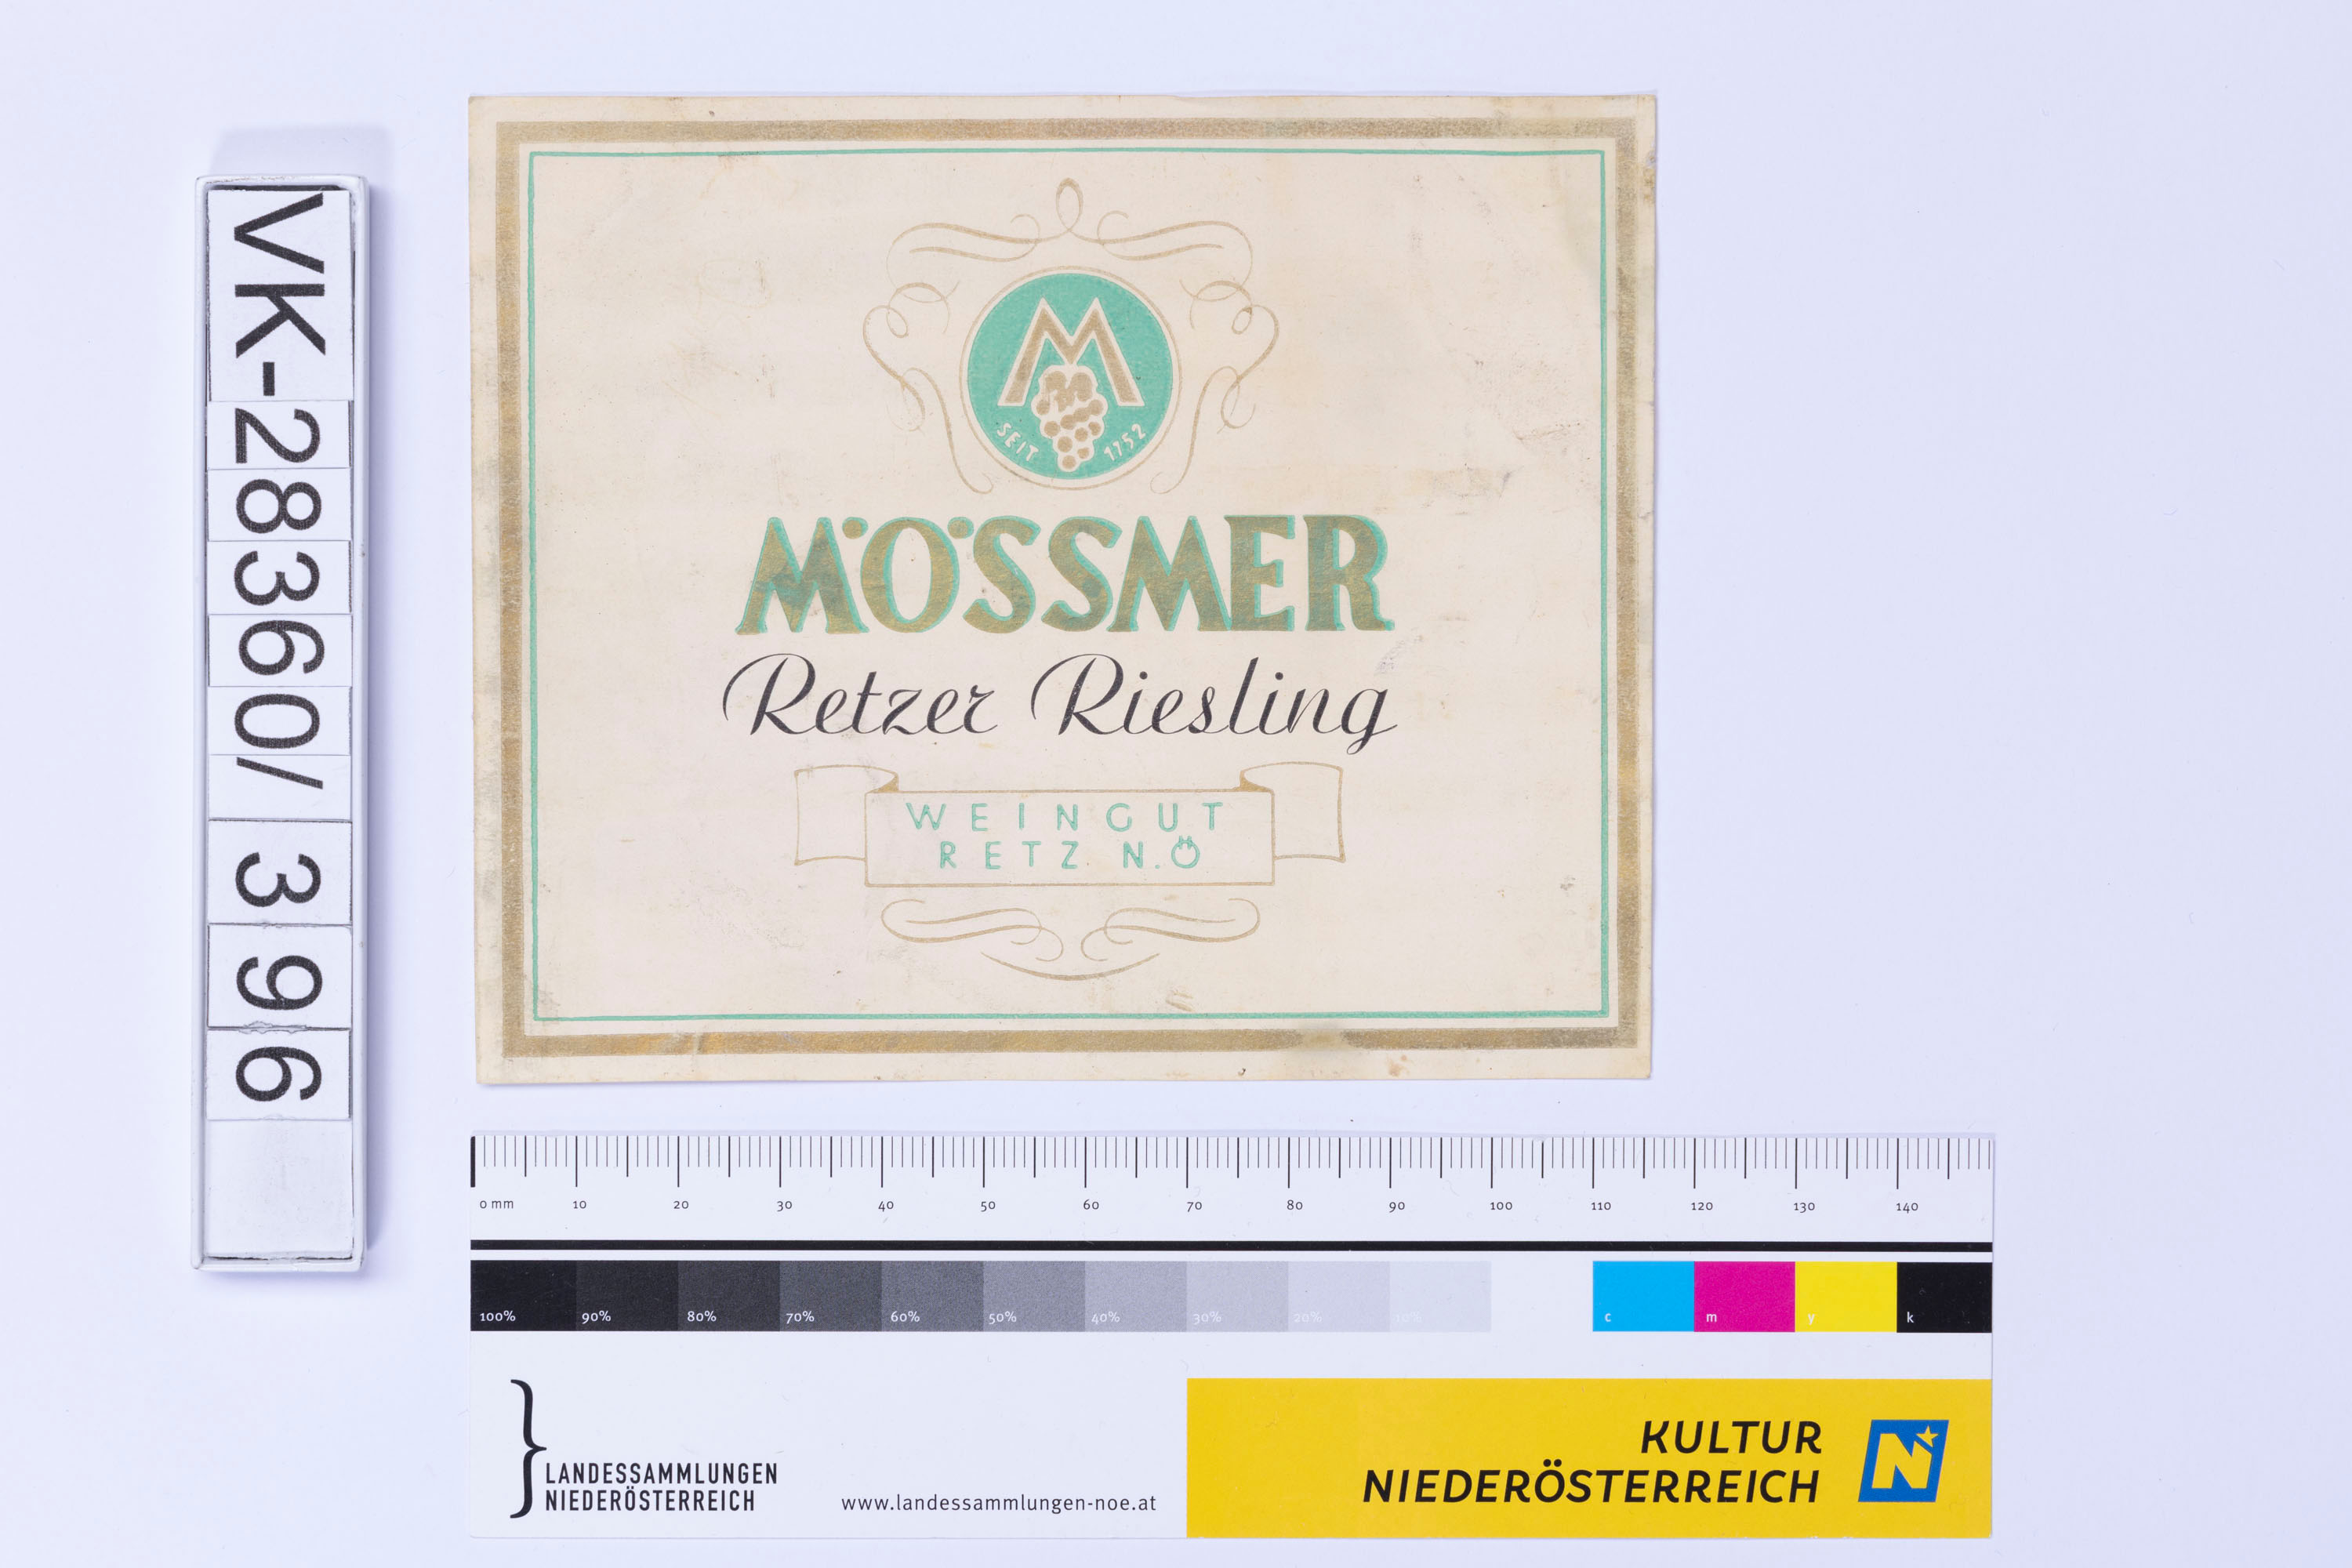 VK-28360/ 396
M
SEIT 1752
MÖSSMER
Retzer Riesling
WEINGUT
RETZ N.Ö
0 mm 10 20 30 40 50 60 70 80 90 100 110 120 130 140
100% 90% 80% 70% 60% 50% 40% 30% 20% 10% c m y k
LANDESSAMMLUNGEN
NIEDERÖSTERREICH
www.landessammlungen-noe.at
KULTUR
NIEDERÖSTERREICH
N